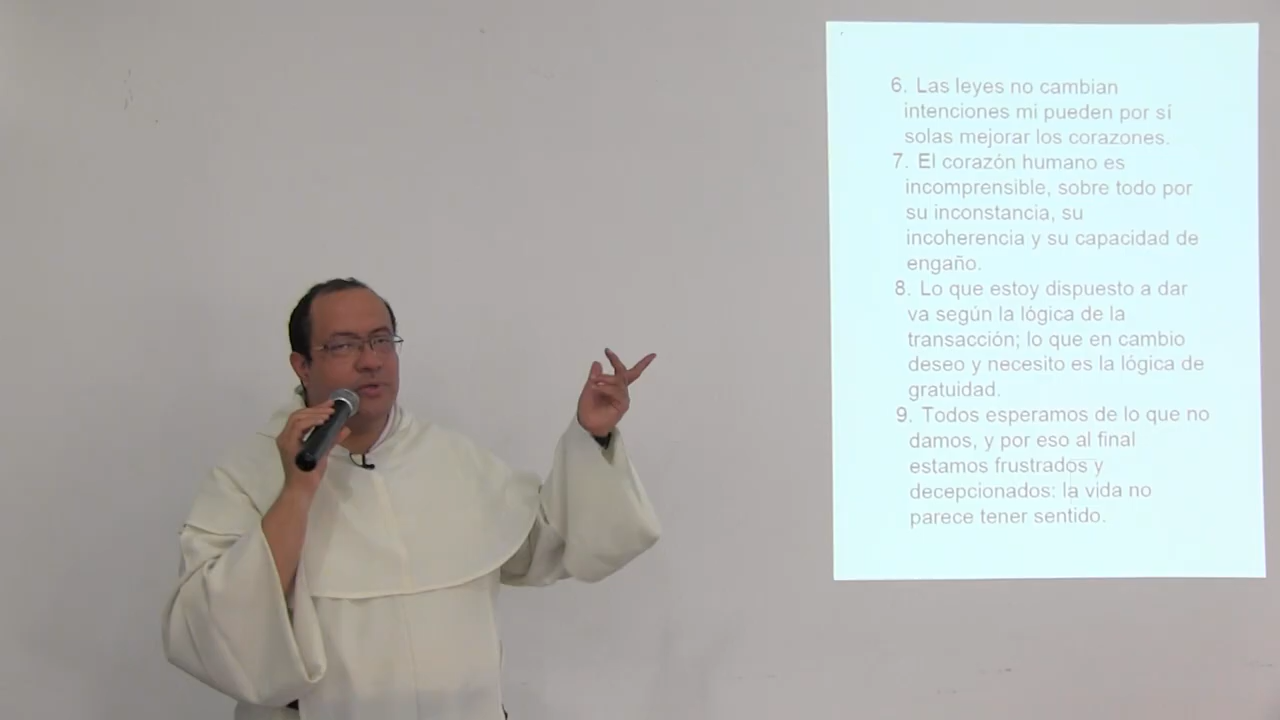 6. Las leyes no cambian
intenciones mi pueden por sí
solas mejorar los corazones.
7. El corazón humano es
incomprensible, sobre todo por
su inconstancia, su
incoherencia y su capacidad de
engaño.
8. Lo que estoy dispuesto a dar
va según la lógica de la
transacción; lo que en cambio
deseo y necesito es la lógica de
gratuidad.
9. Todos esperamos de lo que no
damos, y por eso al final
estamos frustrados y
decepcionados: la vida no
parece tener sentido.